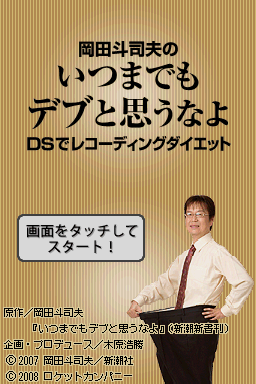 岡田斗司夫の
いつまでも
デブと思うなよ
DSでレコーディングダイエット
画面をタッチして
スタート！
原作／岡田斗司夫
『いつまでもデブと思うなよ』（新潮新書刊）
企画・プロデュース／木原浩勝
© 2007 岡田斗司夫／新潮社
© 2008 ロケットカンパニー